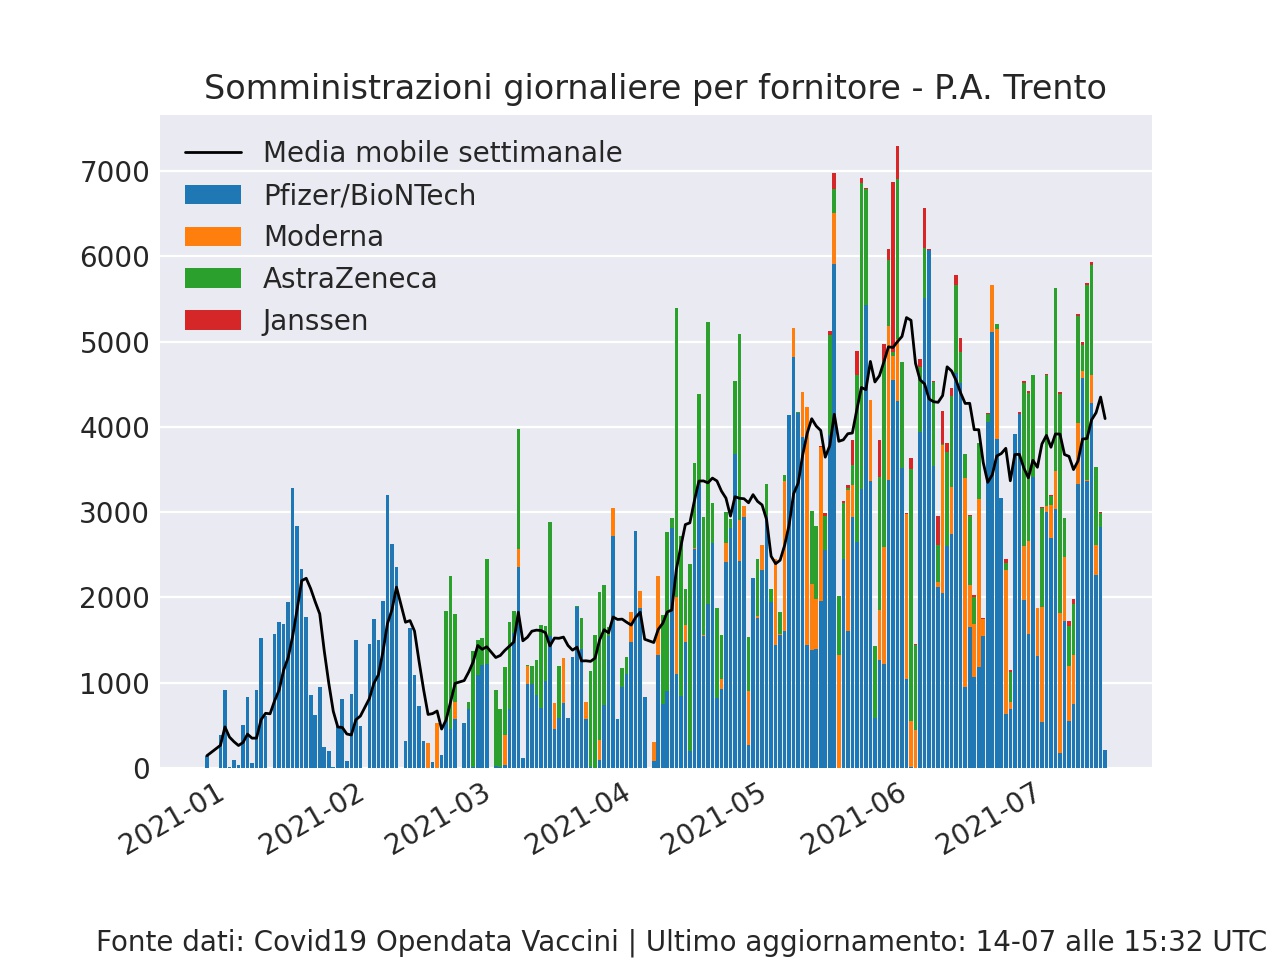 Somministrazioni giornaliere per fornitore - P.A. Trento
Media mobile settimanale
Pfizer/BioNTech
Moderna
AstraZeneca
Janssen
7000
6000
5000
4000
3000
2000
1000
0
2021-01
2021-02
2021-03
2021-04
2021-05
2021-06
2021-07
Fonte dati: Covid19 Opendata Vaccini | Ultimo aggiornamento: 14-07 alle 15:32 UTC